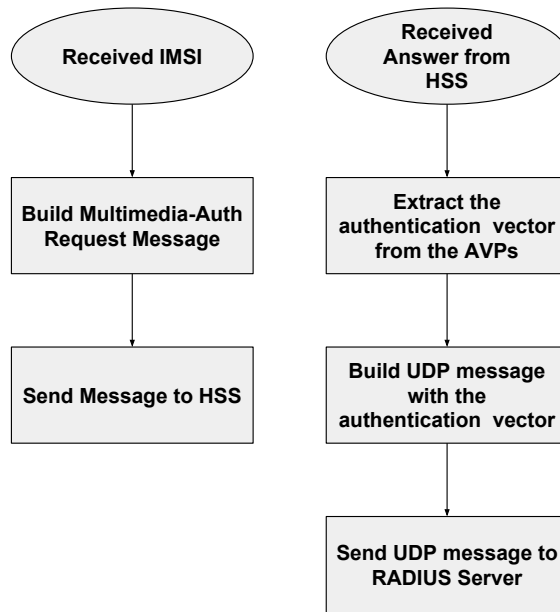 Received IMSI
Build Multimedia-Auth
Request Message
Send Message to HSS
Received
Answer from
HSS
Extract the
authentication vector
from the AVPs
Build UDP message
with the
authentication vector
Send UDP message to
RADIUS Server